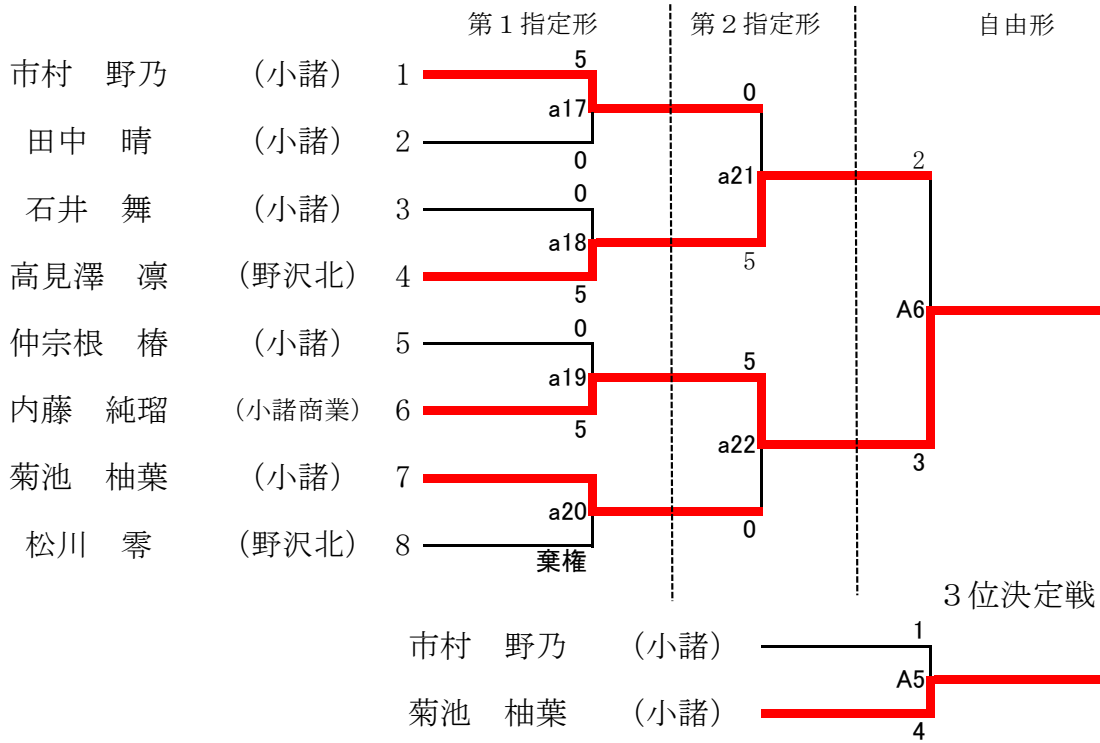 第１指定形 第２指定形 自由形
5
市村 野乃 （小諸） 1
0
a17
田中 晴 （小諸） 2
0
2
a21
0
石井 舞 （小諸） 3
a18
高見澤 凛 （野沢北） 4
5
5
A6
0
仲宗根 椿 （小諸） 5
5
a19
内藤 純瑠 （小諸商業） 6
5
a22
3
菊池 柚葉 （小諸） 7
a20
0
松川 零 （野沢北） 8
棄権
３位決定戦
1
市村 野乃 （小諸）
A5
菊池 柚葉 （小諸）
4